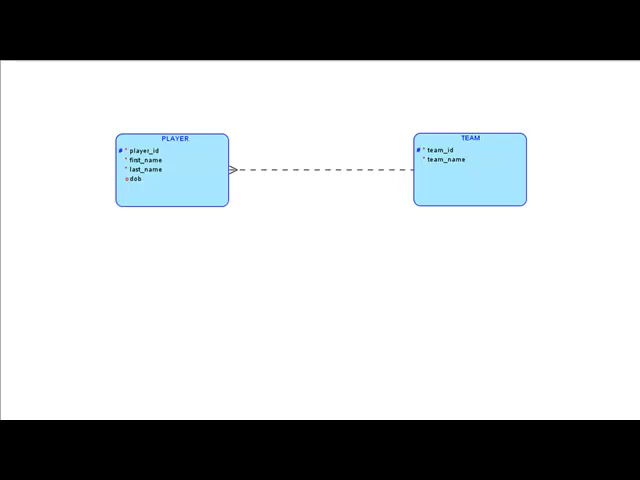 PLAYER
# * player_id
* first_name
* last_name
o dob
TEAM
# * team_id
* team_name